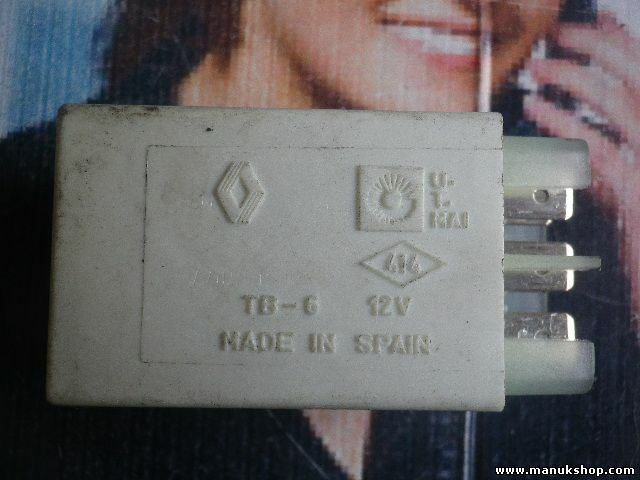 U.
T.
MAI
414
TB-6 12V
MADE IN SPAIN
www.manukshop.com